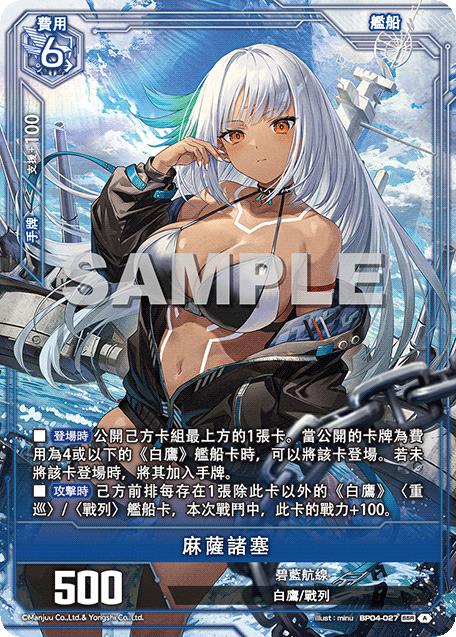 費用
艦船
6
支援+100
手牌
SAMPLE
■ 登場時 公開己方卡組最上方的1張卡。當公開的卡牌為費
用為4或以下的《白鷹》艦船卡時，可以將該卡登場。若未
將該卡登場時，將其加入手牌。
■ 攻擊時 己方前排每存在1張除此卡以外的《白鷹》〈重
巡〉/〈戰列〉艦船卡，本次戰鬥中，此卡的戰力+100。
麻薩諸塞
500
碧藍航線
白鷹/戰列
©Manjuu Co.,Ltd.& Yongshi Co.,Ltd.
illust : minu BP04-027 ESR A